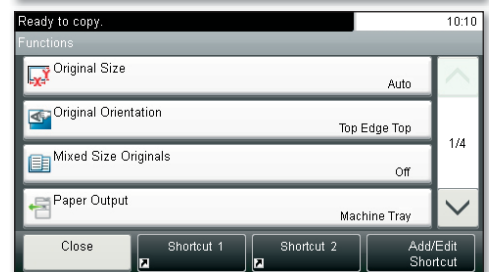 Ready to copy.
10:10
Functions
Original Size
Auto
Original Orientation
Top Edge Top
1/4
Mixed Size Originals
Off
Paper Output
Machine Tray
Close
Shortcut 1
Shortcut 2
Add/Edit
Shortcut